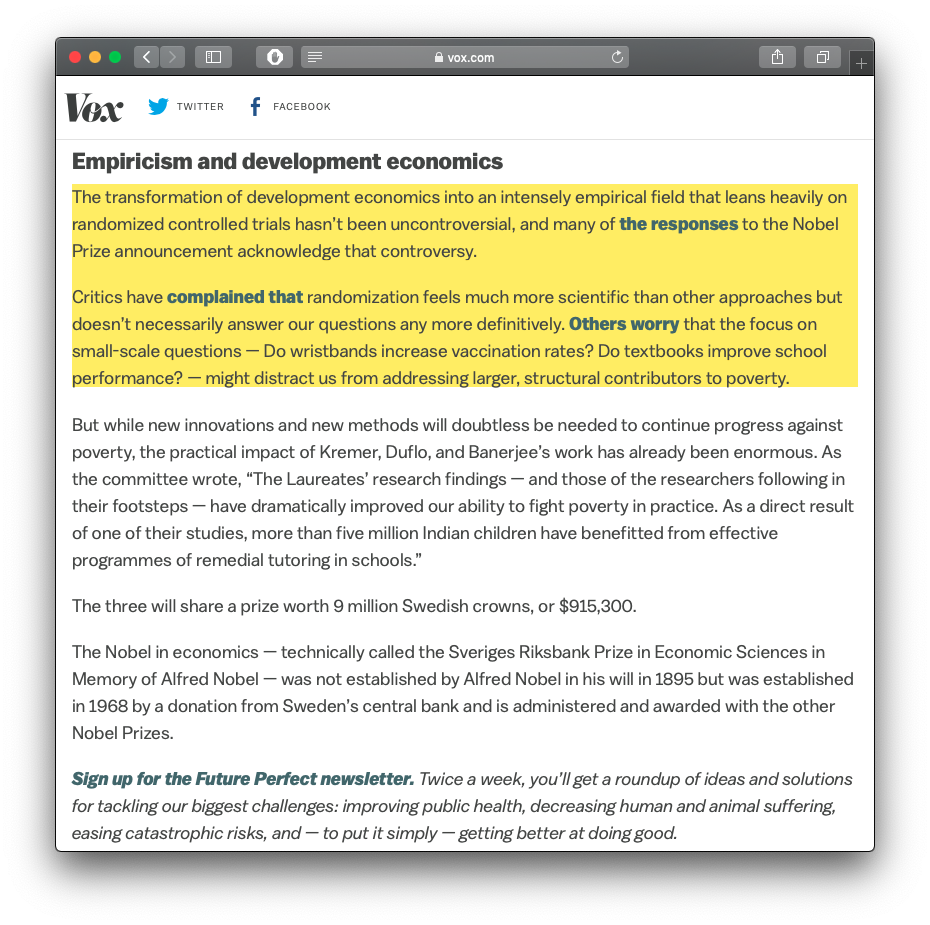 vox.com
Vox
TWITTER
FACEBOOK
Empiricism and development economics
The transformation of development economics into an intensely empirical field that leans heavily on
randomized controlled trials hasn’t been uncontroversial, and many of the responses to the Nobel
Prize announcement acknowledge that controversy.
Critics have complained that randomization feels much more scientific than other approaches but
doesn’t necessarily answer our questions any more definitively. Others worry that the focus on
small-scale questions — Do wristbands increase vaccination rates? Do textbooks improve school
performance? — might distract us from addressing larger, structural contributors to poverty.
But while new innovations and new methods will doubtless be needed to continue progress against
poverty, the practical impact of Kremer, Duflo, and Banerjee’s work has already been enormous. As
the committee wrote, “The Laureates’ research findings — and those of the researchers following in
their footsteps — have dramatically improved our ability to fight poverty in practice. As a direct result
of one of their studies, more than five million Indian children have benefitted from effective
programmes of remedial tutoring in schools.”
The three will share a prize worth 9 million Swedish crowns, or $915,300.
The Nobel in economics — technically called the Sveriges Riksbank Prize in Economic Sciences in
Memory of Alfred Nobel — was not established by Alfred Nobel in his will in 1895 but was established
in 1968 by a donation from Sweden’s central bank and is administered and awarded with the other
Nobel Prizes.
Sign up for the Future Perfect newsletter. Twice a week, you’ll get a roundup of ideas and solutions
for tackling our biggest challenges: improving public health, decreasing human and animal suffering,
easing catastrophic risks, and — to put it simply — getting better at doing good.